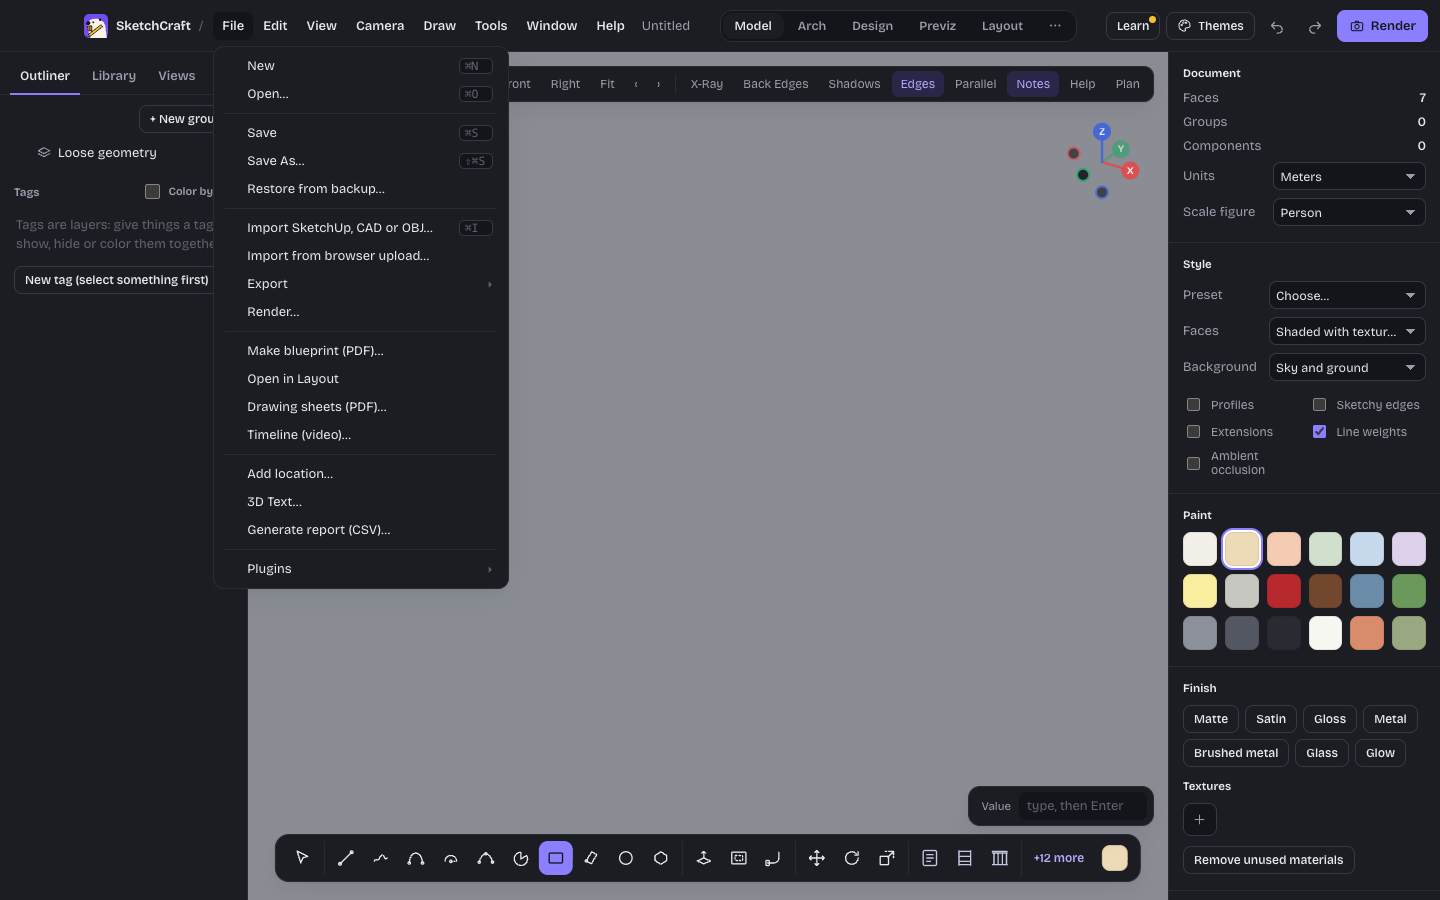 SketchCraft / File Edit View Camera Draw Tools Window Help Untitled Model Arch Design Previz Layout ··· Learn Themes Render
Outliner Library Views
+ New grou
Loose geometry
Tags Color by
Tags are layers: give things a tag
show, hide or color them togethe
New tag (select something first)
New ⌘N
Open... ⌘O
Save ⌘S
Save As... ⇧⌘S
Restore from backup...
Import SketchUp, CAD or OBJ... ⌘I
Import from browser upload...
Export
Render...
Make blueprint (PDF)...
Open in Layout
Drawing sheets (PDF)...
Timeline (video)...
Add location...
3D Text...
Generate report (CSV)...
Plugins
ront Right Fit ‹ › X-Ray Back Edges Shadows Edges Parallel Notes Help Plan
Z
Y
X
Value type, then Enter
+12 more
Document
Faces 7
Groups 0
Components 0
Units Meters
Scale figure Person
Style
Preset Choose...
Faces Shaded with textur...
Background Sky and ground
Profiles Sketchy edges
Extensions Line weights
Ambient
occlusion
Paint
Finish
Matte Satin Gloss Metal
Brushed metal Glass Glow
Textures
+
Remove unused materials